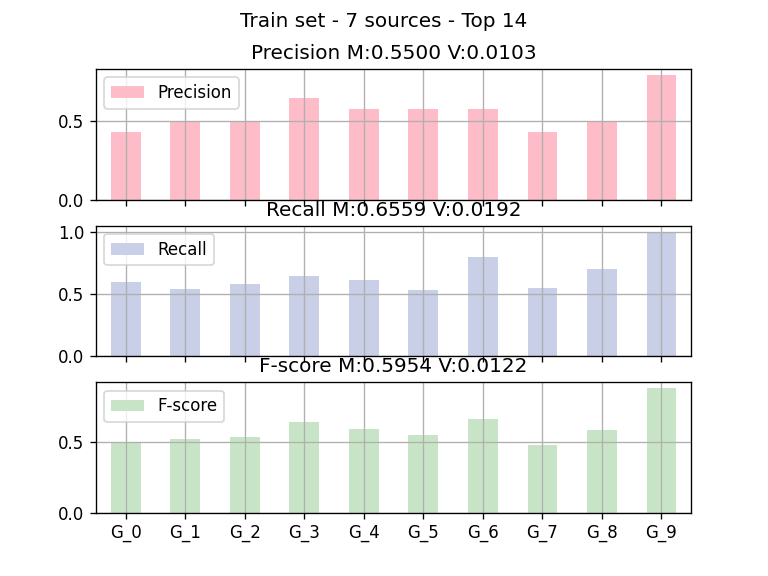 Train set - 7 sources - Top 14
Precision M:0.5500 V:0.0103
Precision
0.5
0.0
Recall M:0.6559 V:0.0192
1.0
Recall
0.5
0.0
F-score M:0.5954 V:0.0122
F-score
0.5
0.0
G_0 G_1 G_2 G_3 G_4 G_5 G_6 G_7 G_8 G_9